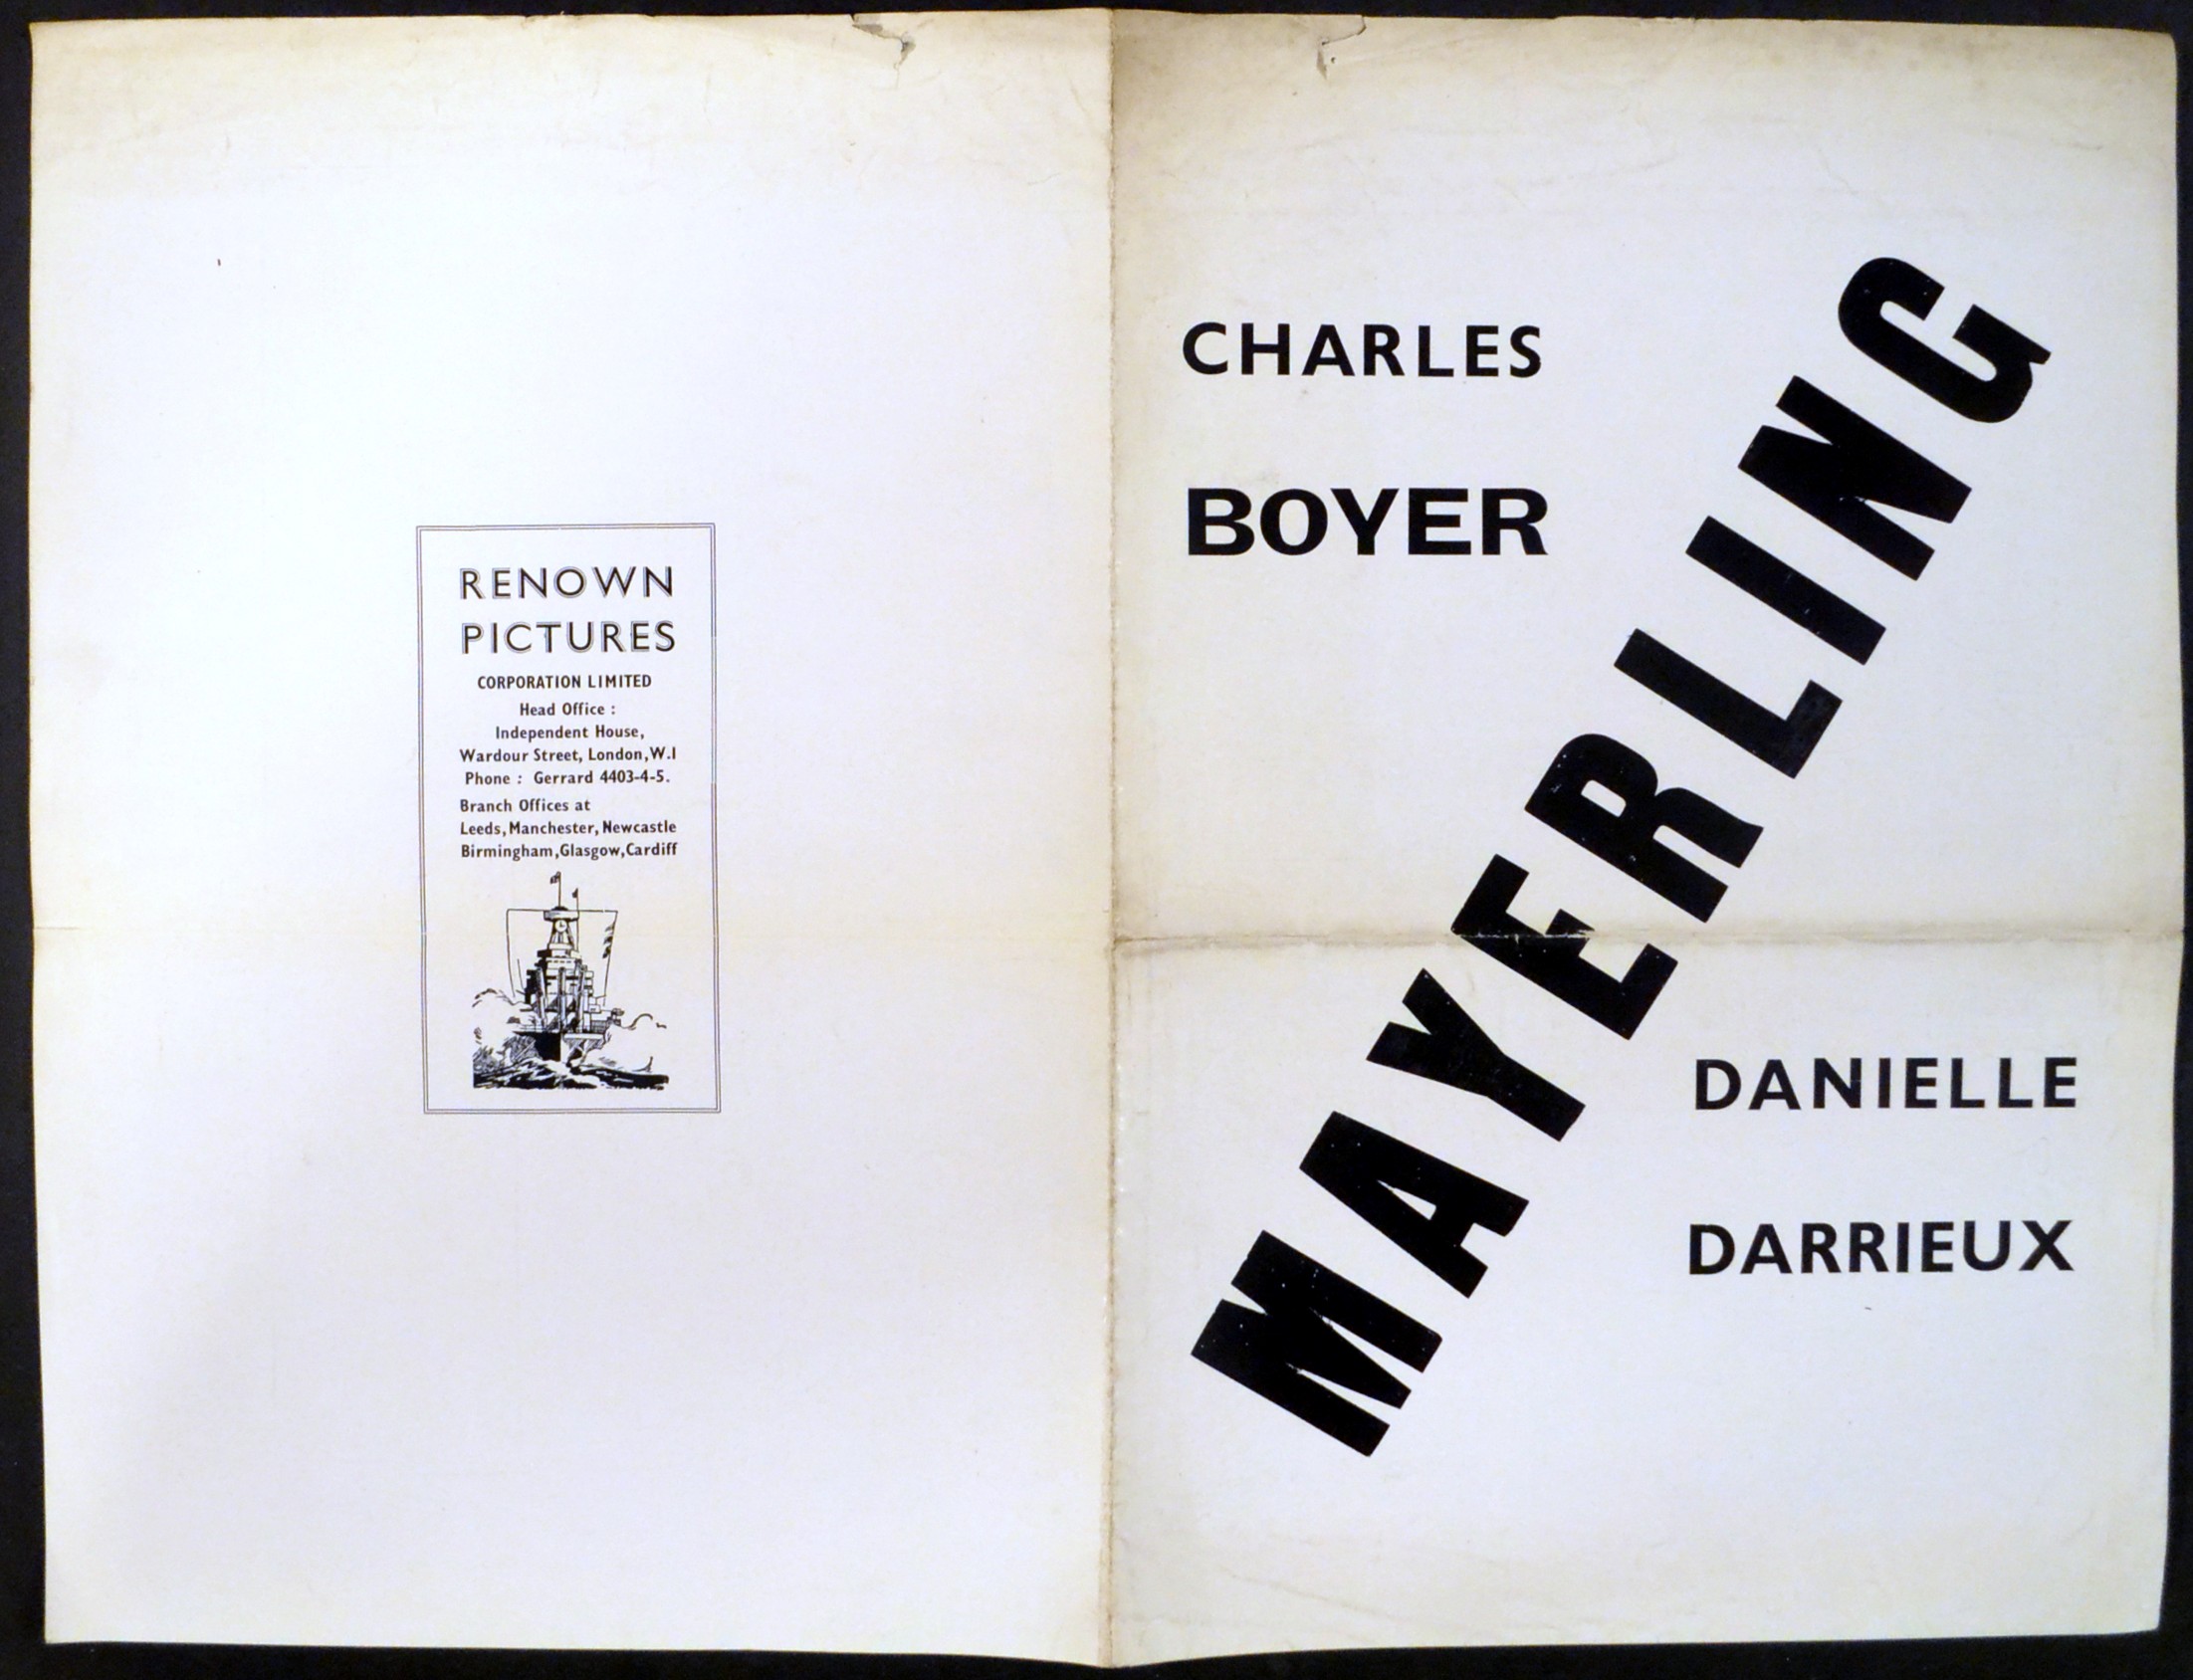 RENOWN
PICTURES
CORPORATION LIMITED
Head Office :
Independent House,
Wardour Street, London, W.1
Phone : Gerrard 4403-4-5.
Branch Offices at
Leeds, Manchester, Newcastle
Birmingham, Glasgow, Cardiff
CHARLES
BOYER
MAYERLING
DANIELLE
DARRIEUX